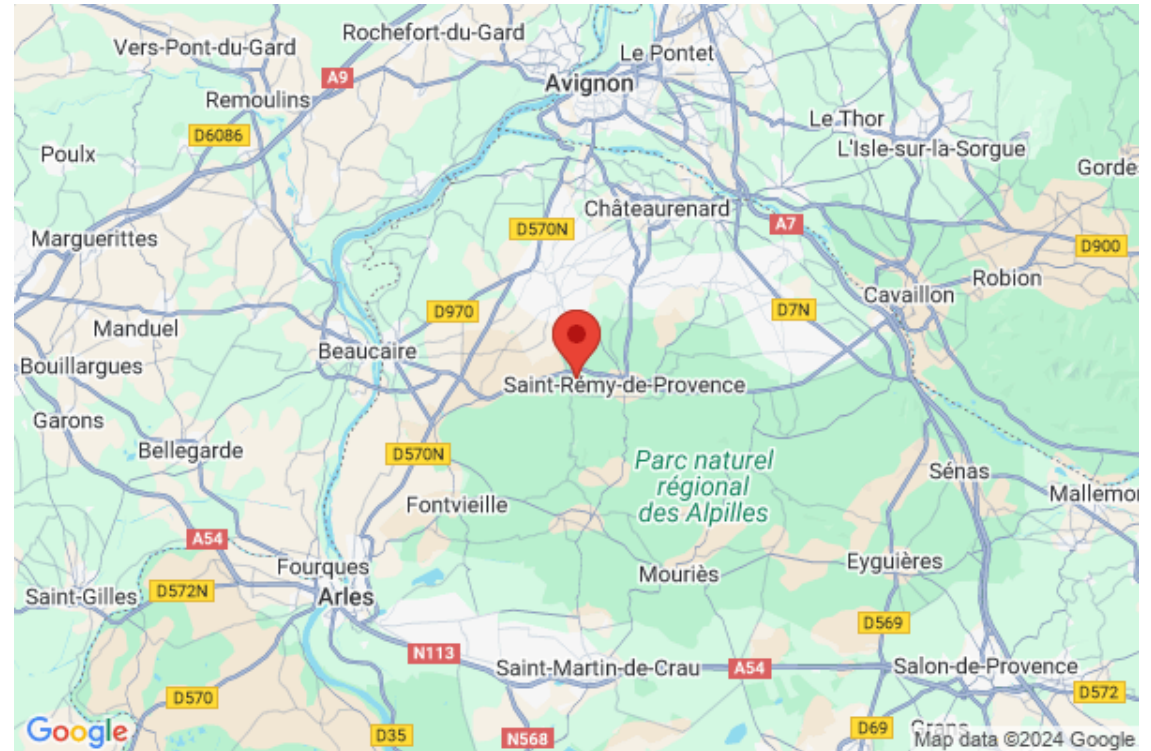 Rochefort-du-Gard
Vers-Pont-du-Gard
Le Pontet
A9
Avignon
Remoulins
Le Thor
D6086
L'Isle-sur-la-Sorgue
Poulx
Gorde
Châteaurenard
A7
D570N
Marguerittes
D900
Robion
Cavaillon
D970
D7N
Manduel
Beaucaire
Bouillargues
Saint-Rémy-de-Provence
Garons
Bellegarde
D570N
Parc naturel
régional
des Alpilles
Sénas
Mallemor
Fontvieille
A54
Eyguières
Fourques
Mouriès
Saint-Gilles
D572N
Arles
D569
N113
Saint-Martin-de-Crau
A54
Salon-de-Provence
D570
D572
Google
D35
N568
D69
Grans
Map data ©2024 Google